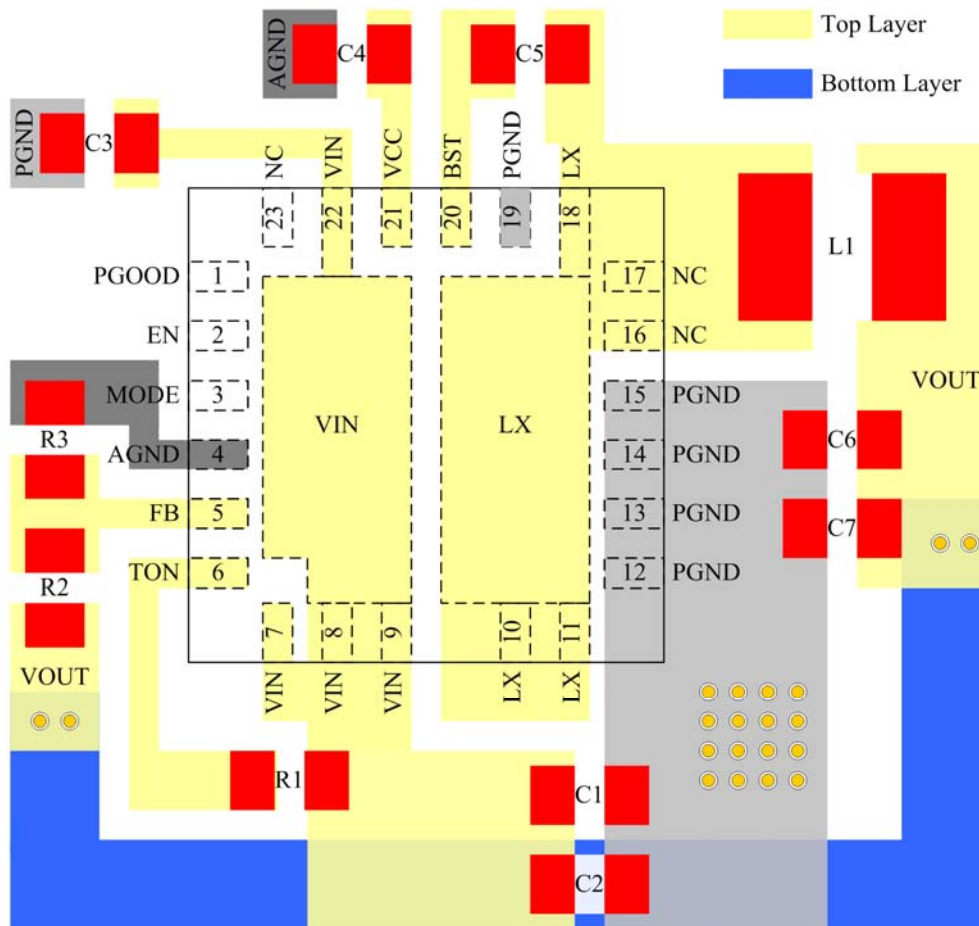 AGND
C4
C5
Top Layer
Bottom Layer
PGND
C3
NC
VIN
VCC
BST
PGND
LX
23
22
21
20
19
18
L1
PGOOD
1
17
NC
EN
2
16
NC
MODE
3
15
PGND
VOUT
R3
VIN
LX
C6
AGND
4
14
PGND
FB
5
13
PGND
C7
TON
6
12
PGND
R2
7
8
9
10
11
VOUT
VIN
VIN
VIN
LX
LX
R1
C1
C2